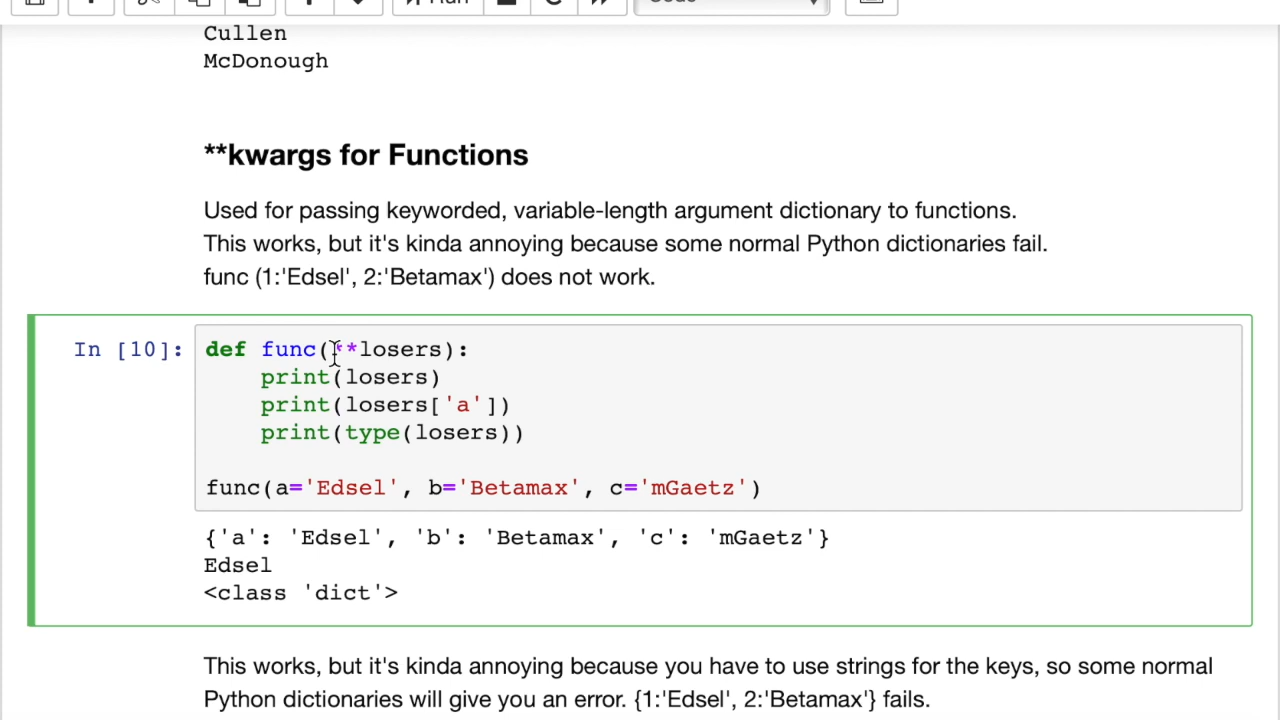 Run
Code
Cullen
McDonough
**kwargs for Functions
Used for passing keyworded, variable-length argument dictionary to functions.
This works, but it's kinda annoying because some normal Python dictionaries fail.
func (1:'Edsel', 2:'Betamax') does not work.
In [10]:
def func(**losers):
    print(losers)
    print(losers['a'])
    print(type(losers))
func(a='Edsel', b='Betamax', c='mGaetz')
{'a': 'Edsel', 'b': 'Betamax', 'c': 'mGaetz'}
Edsel
<class 'dict'>
This works, but it's kinda annoying because you have to use strings for the keys, so some normal
Python dictionaries will give you an error. {1:'Edsel', 2:'Betamax'} fails.